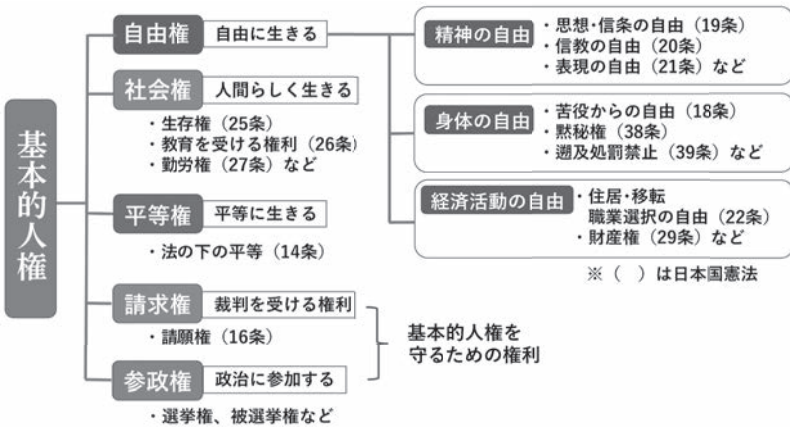 基本的人権
自由権 自由に生きる
社会権 人間らしく生きる
・生存権（25条）
・教育を受ける権利（26条）
・勤労権（27条）など
平等権 平等に生きる
・法の下の平等（14条）
請求権 裁判を受ける権利
・請願権（16条）
参政権 政治に参加する
・選挙権、被選挙権など
基本的人権を
守るための権利
精神の自由
・思想・信条の自由（19条）
・信教の自由（20条）
・表現の自由（21条）など
身体の自由
・苦役からの自由（18条）
・黙秘権（38条）
・遡及処罰禁止（39条）など
経済活動の自由
・住居・移転
職業選択の自由（22条）
・財産権（29条）など
※（　）は日本国憲法